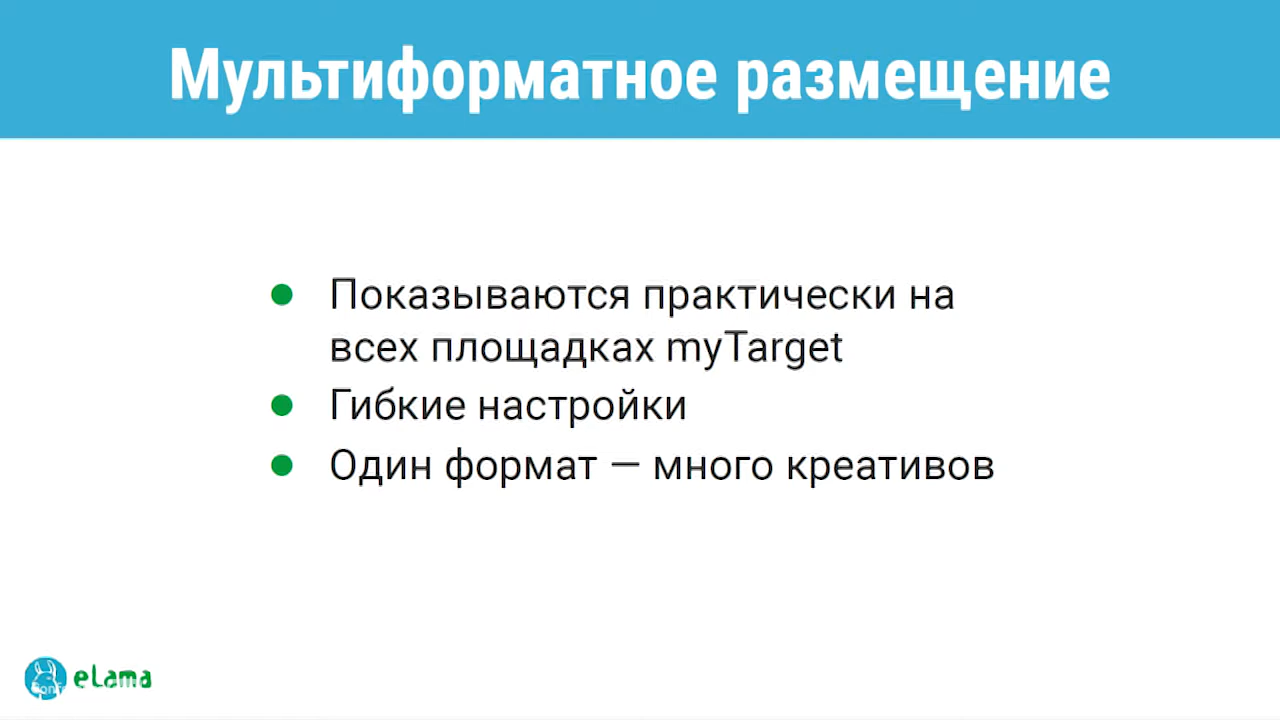 Мультиформатное размещение
Показываются практически на
всех площадках myTarget
Гибкие настройки
Один формат — много креативов
eLama